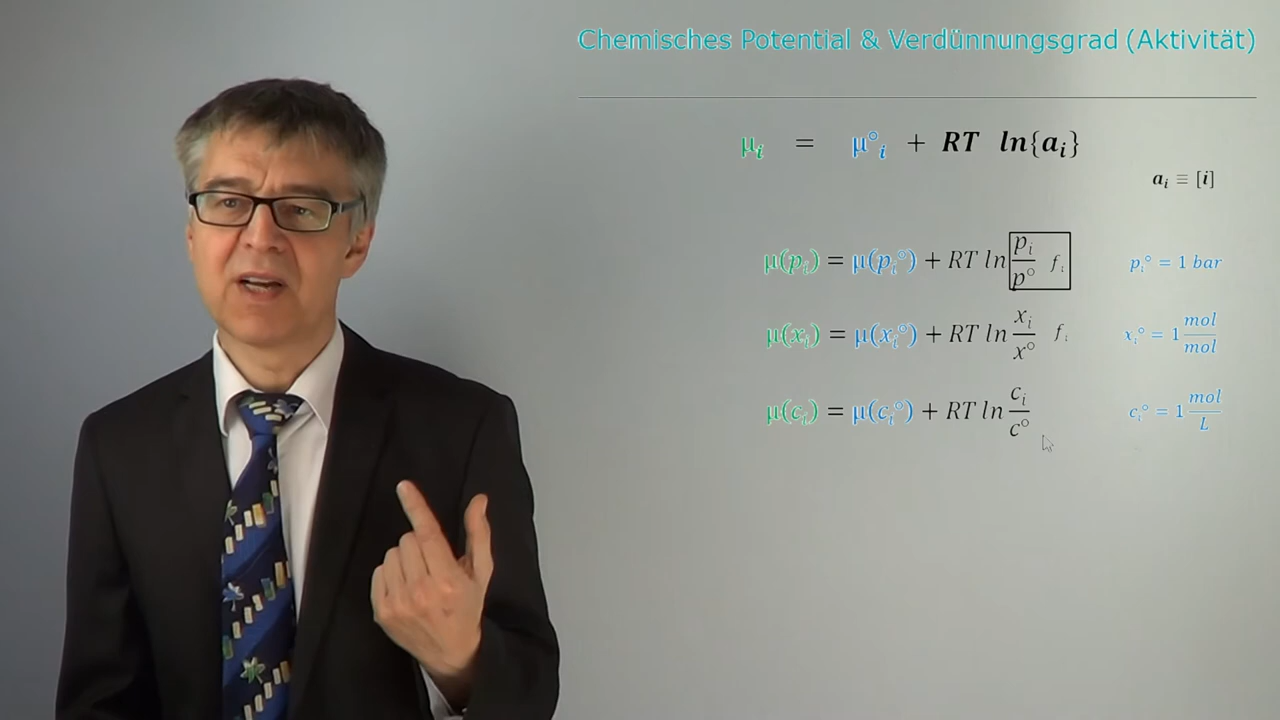 Chemisches Potential & Verdünnungsgrad (Aktivität)
μᵢ = μ°ᵢ + RT ln{aᵢ}
aᵢ ≡ [i]
μ(pᵢ) = μ(pᵢ°) + RT ln pᵢ/p° fᵢ pᵢ° = 1 bar
μ(xᵢ) = μ(xᵢ°) + RT ln xᵢ/x° fᵢ xᵢ° = 1 mol/mol
μ(cᵢ) = μ(cᵢ°) + RT ln cᵢ/c° cᵢ° = 1 mol/L